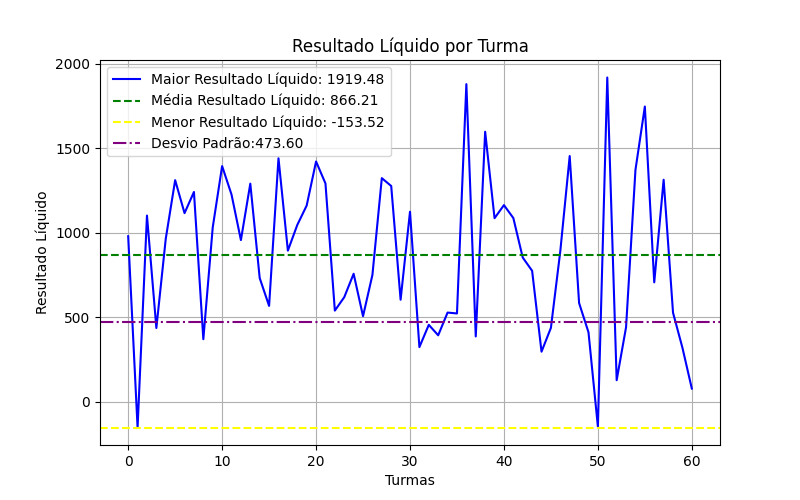 Resultado Líquido por Turma
Maior Resultado Líquido: 1919.48
Média Resultado Líquido: 866.21
Menor Resultado Líquido: -153.52
Desvio Padrão:473.60
Resultado Líquido
2000
1500
1000
500
0
0 10 20 30 40 50 60
Turmas